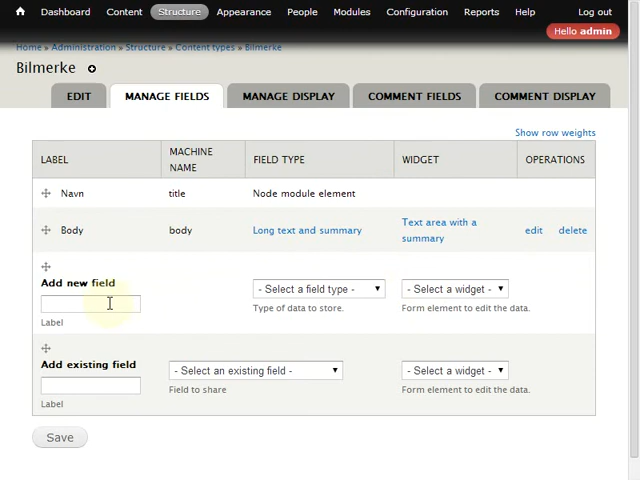 Dashboard Content Structure Appearance People Modules Configuration Reports Help Log out
Hello admin
Home » Administration » Structure » Content types » Bilmerke
Bilmerke
EDIT MANAGE FIELDS MANAGE DISPLAY COMMENT FIELDS COMMENT DISPLAY
Show row weights
LABEL MACHINE NAME FIELD TYPE WIDGET OPERATIONS
Navn title Node module element
Body body Long text and summary Text area with a summary edit delete
Add new field
- Select a field type - - Select a widget -
Label Type of data to store. Form element to edit the data.
Add existing field
- Select an existing field - - Select a widget -
Label Field to share Form element to edit the data.
Save